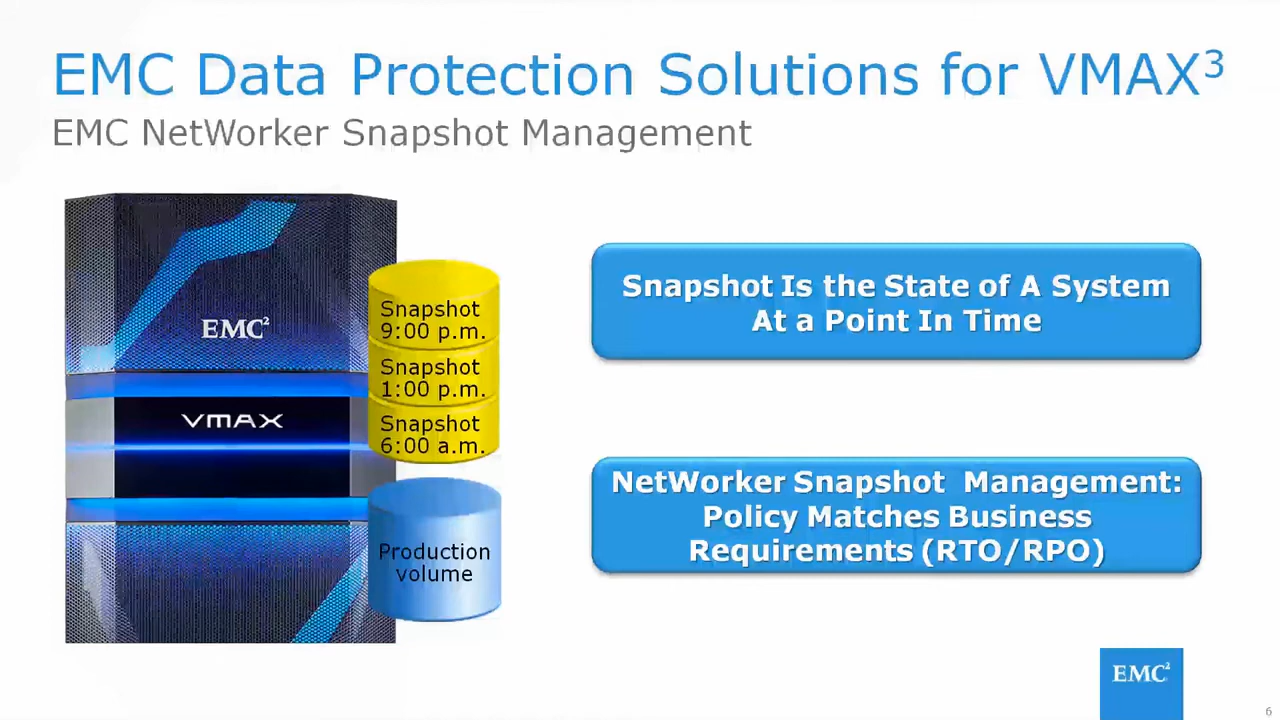 EMC Data Protection Solutions for VMAX³
EMC NetWorker Snapshot Management
EMC²
VMAX
Snapshot
9:00 p.m.
Snapshot
1:00 p.m.
Snapshot
6:00 a.m.
Production
volume
Snapshot Is the State of A System
At a Point In Time
NetWorker Snapshot  Management:
Policy Matches Business
Requirements (RTO/RPO)
EMC²
6